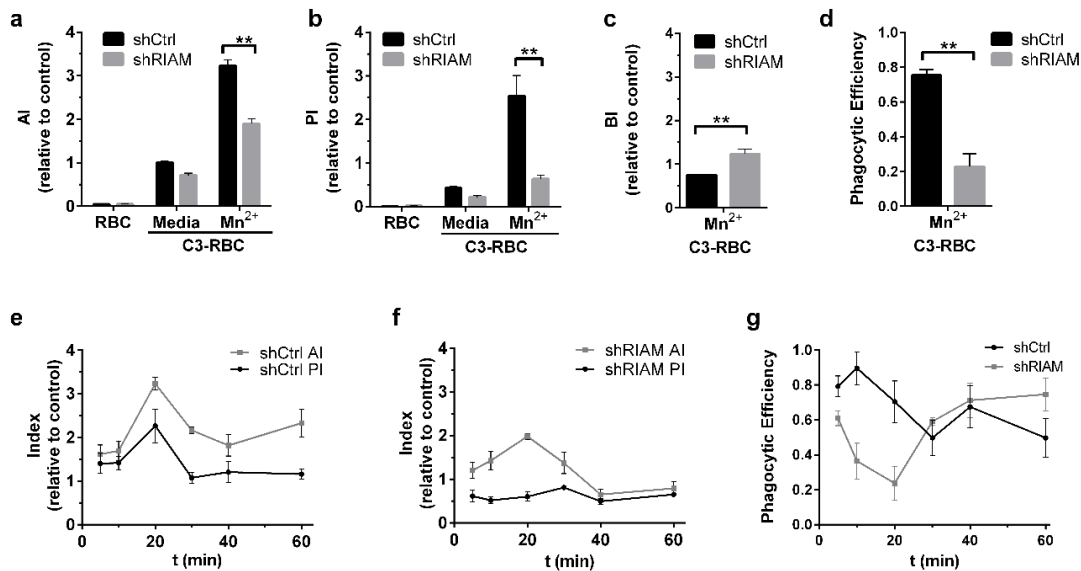 a
AI
(relative to control)
4
3
2
1
0
shCtrl
shRIAM
**
RBC
Media
Mn²⁺
C3-RBC
b
PI
(relative to control)
4
3
2
1
0
shCtrl
shRIAM
**
RBC
Media
Mn²⁺
C3-RBC
c
BI
(relative to control)
4
3
2
1
0
shCtrl
shRIAM
**
Mn²⁺
C3-RBC
d
Phagocytic Efficiency
1.0
0.8
0.6
0.4
0.2
0.0
shCtrl
shRIAM
**
Mn²⁺
C3-RBC
e
Index
(relative to control)
4
3
2
1
0
shCtrl AI
shCtrl PI
0
20
40
60
t (min)
f
Index
(relative to control)
4
3
2
1
0
shRIAM AI
shRIAM PI
0
20
40
60
t (min)
g
Phagocytic Efficiency
1.0
0.8
0.6
0.4
0.2
0.0
shCtrl
shRIAM
0
20
40
60
t (min)